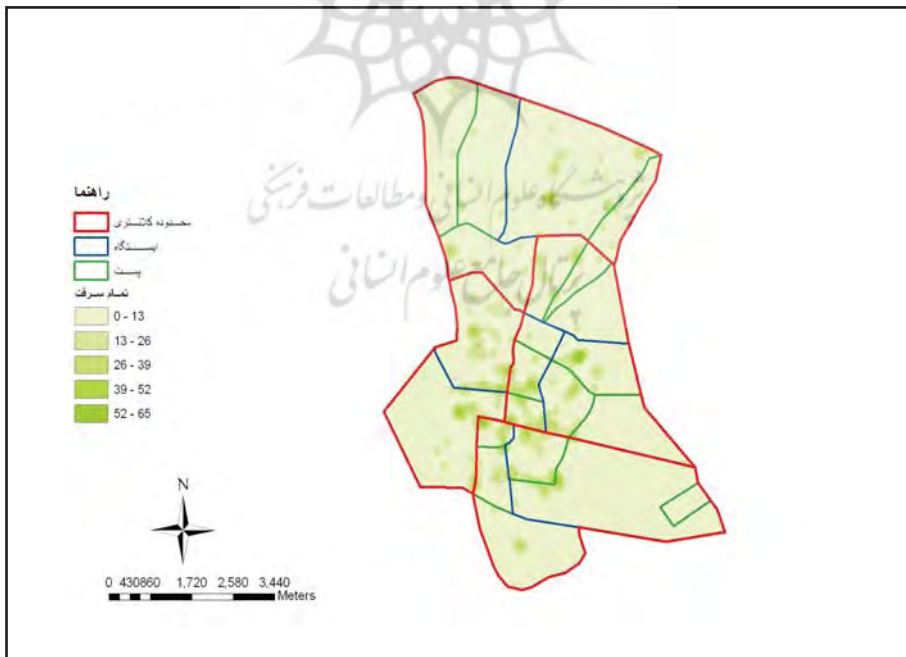 پژوهشگاه علوم انسانی و مطالعات فرهنگی
پرتال جامع علوم انسانی
راهنما
محدوده کلانتری
ایستگاه
پست
تمام سرقت
0 - 13
13 - 26
26 - 39
39 - 52
52 - 65
N
0 430860 1,720 2,580 3,440
Meters